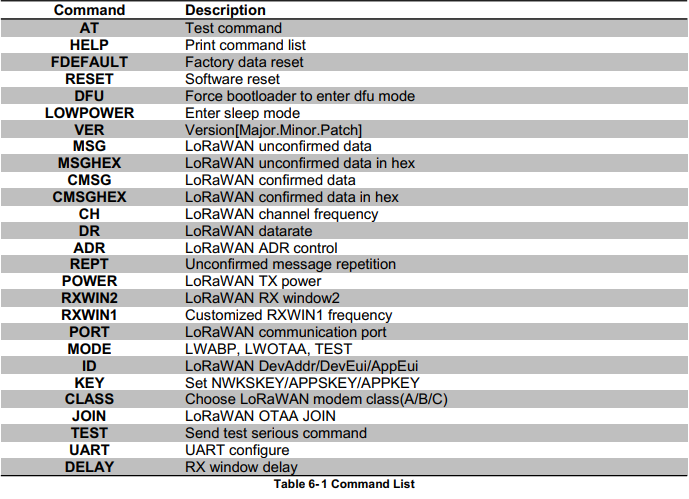 Command Description
AT Test command
HELP Print command list
FDEFAULT Factory data reset
RESET Software reset
DFU Force bootloader to enter dfu mode
LOWPOWER Enter sleep mode
VER Version[Major.Minor.Patch]
MSG LoRaWAN unconfirmed data
MSGHEX LoRaWAN unconfirmed data in hex
CMSG LoRaWAN confirmed data
CMSGHEX LoRaWAN confirmed data in hex
CH LoRaWAN channel frequency
DR LoRaWAN datarate
ADR LoRaWAN ADR control
REPT Unconfirmed message repetition
POWER LoRaWAN TX power
RXWIN2 LoRaWAN RX window2
RXWIN1 Customized RXWIN1 frequency
PORT LoRaWAN communication port
MODE LWABP, LWOTAA, TEST
ID LoRaWAN DevAddr/DevEui/AppEui
KEY Set NWKSKEY/APPSKEY/APPKEY
CLASS Choose LoRaWAN modem class(A/B/C)
JOIN LoRaWAN OTAA JOIN
TEST Send test serious command
UART UART configure
DELAY RX window delay
Table 6-1 Command List